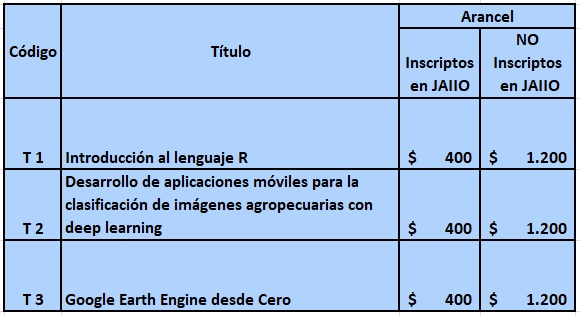 Arancel
Código Título Inscriptos en JAIIO NO Inscriptos en JAIIO
T 1 Introducción al lenguaje R $ 400 $ 1.200
Desarrollo de aplicaciones móviles para la
clasificación de imágenes agropecuarias con
T 2 deep learning $ 400 $ 1.200
T 3 Google Earth Engine desde Cero $ 400 $ 1.200